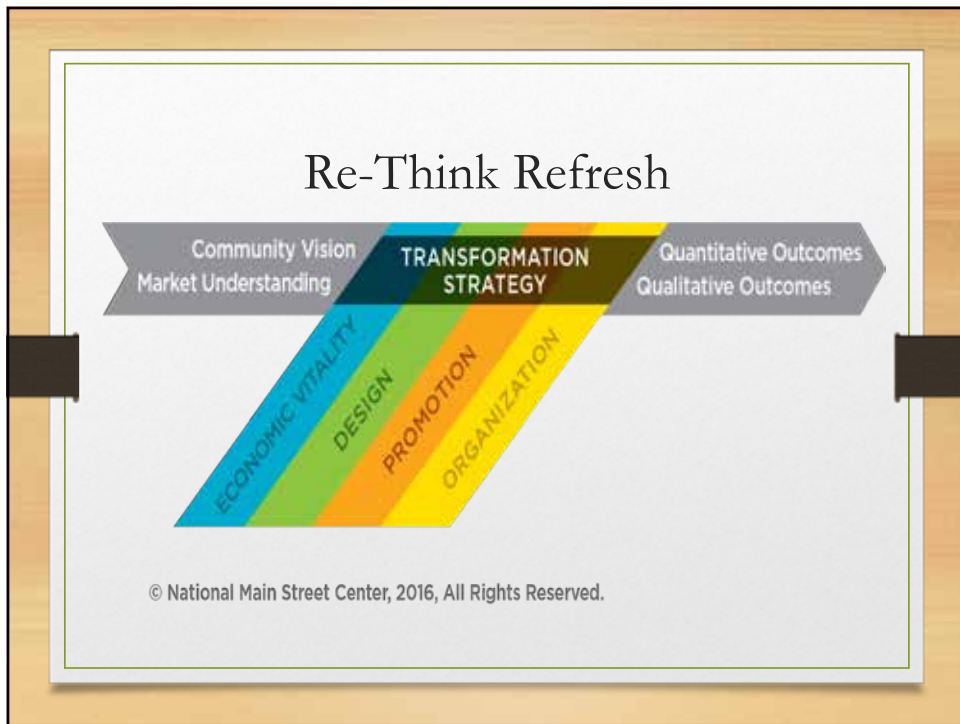 Re-Think Refresh
Community Vision
Market Understanding
TRANSFORMATION
STRATEGY
Quantitative Outcomes
Qualitative Outcomes
ECONOMIC VITALITY
DESIGN
PROMOTION
ORGANIZATION
© National Main Street Center, 2016, All Rights Reserved.